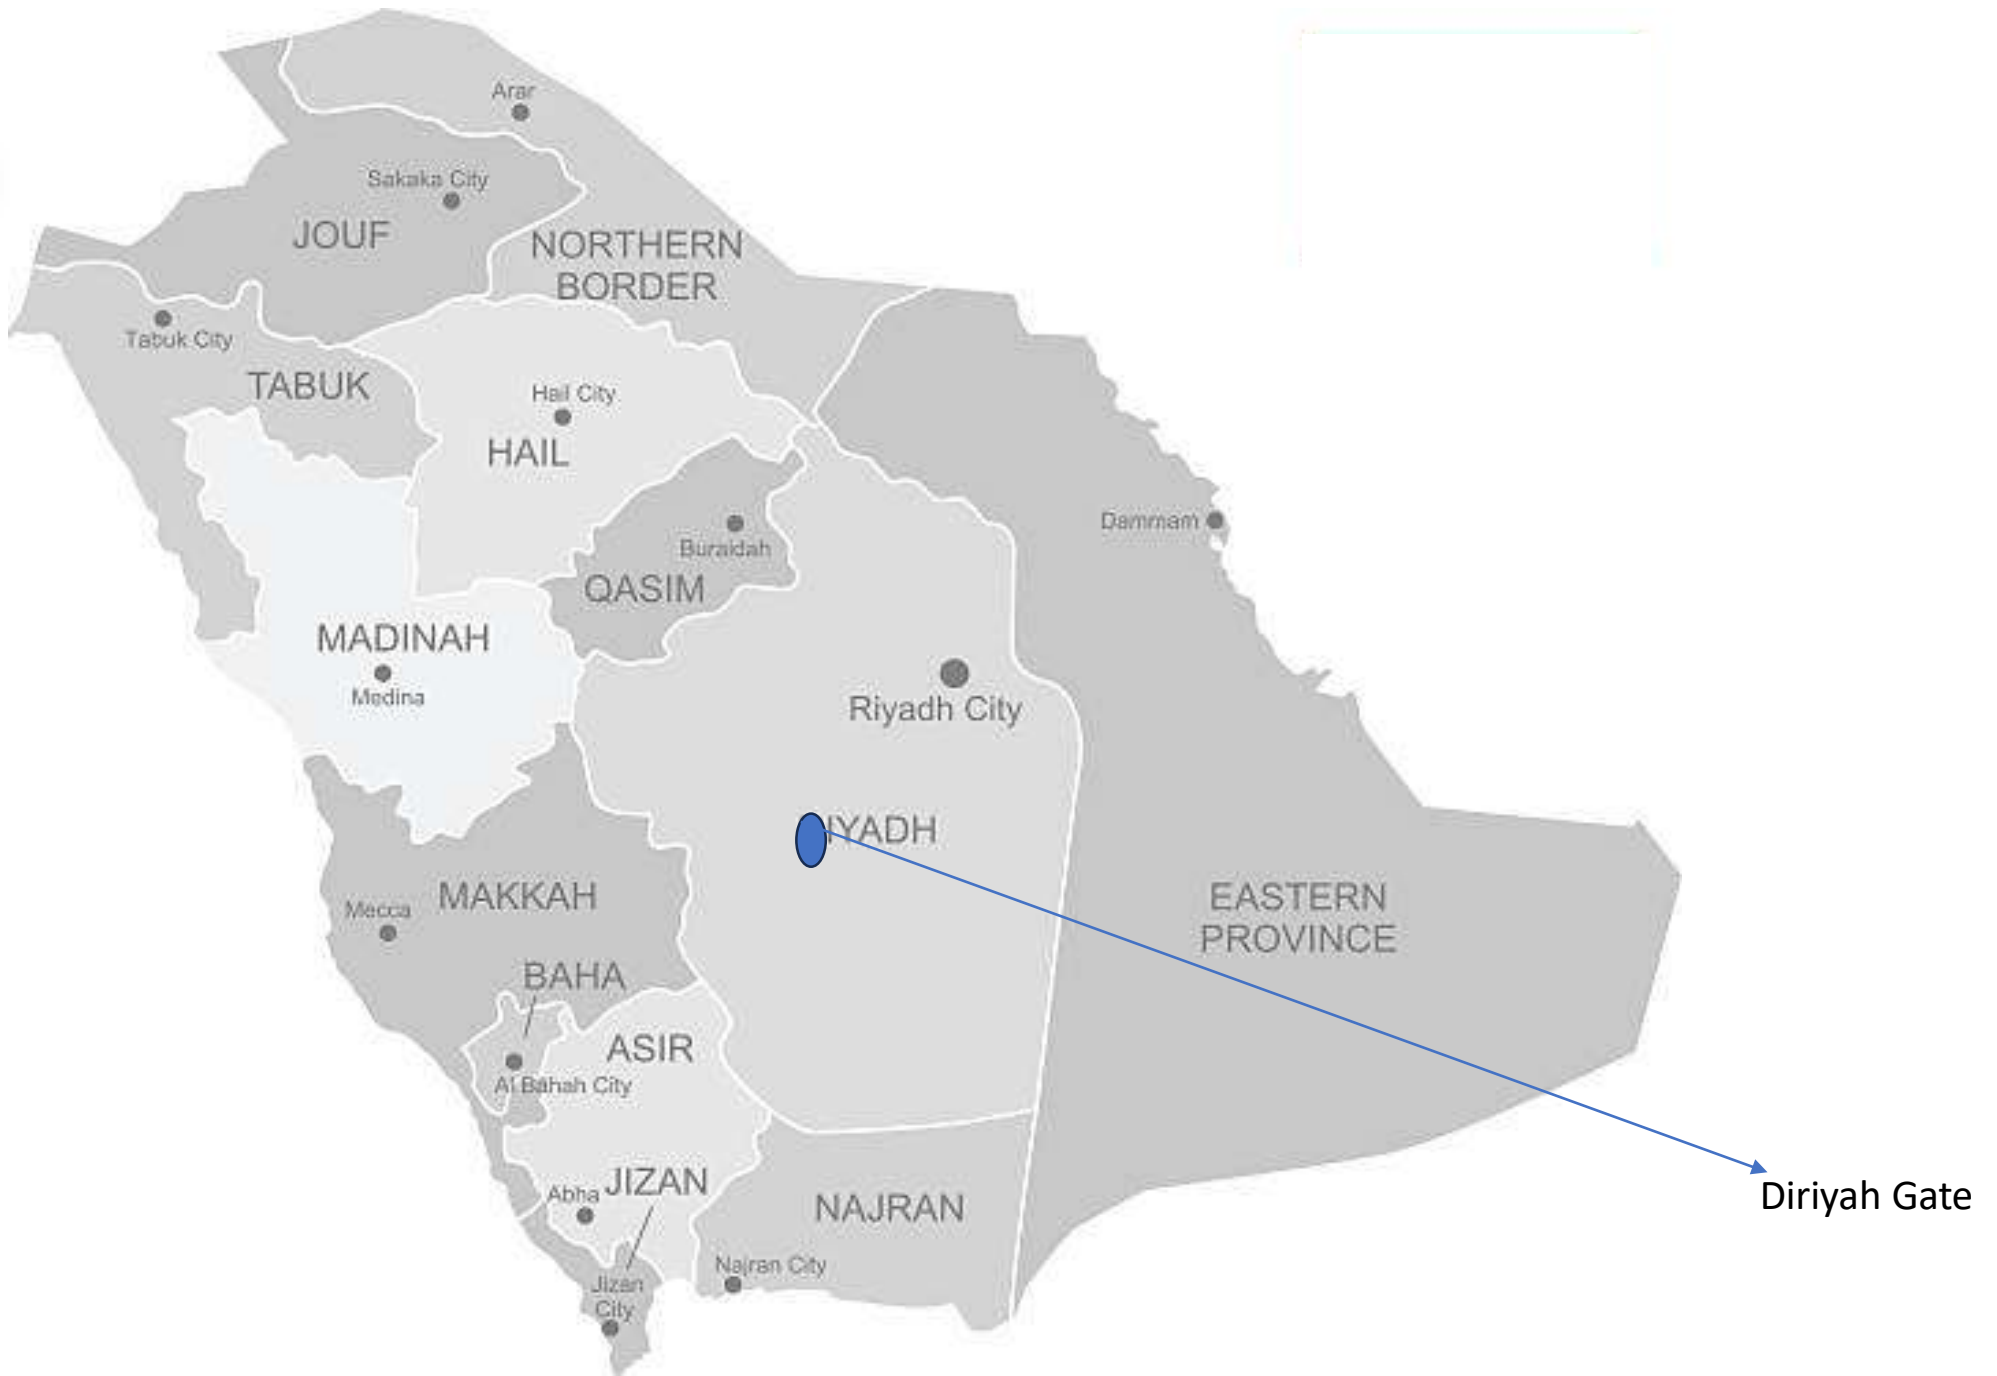 Arar
Sakaka City
JOUF
NORTHERN
BORDER
Tabuk City
TABUK
Hail City
HAIL
Dammam
Buraidah
QASIM
MADINAH
Medina
Riyadh City
IYADH
EASTERN
PROVINCE
MAKKAH
Mecca
BAHA
ASIR
Al Bahah City
JIZAN
Abha
Diriyah Gate
NAJRAN
Najran City
Jizan
City